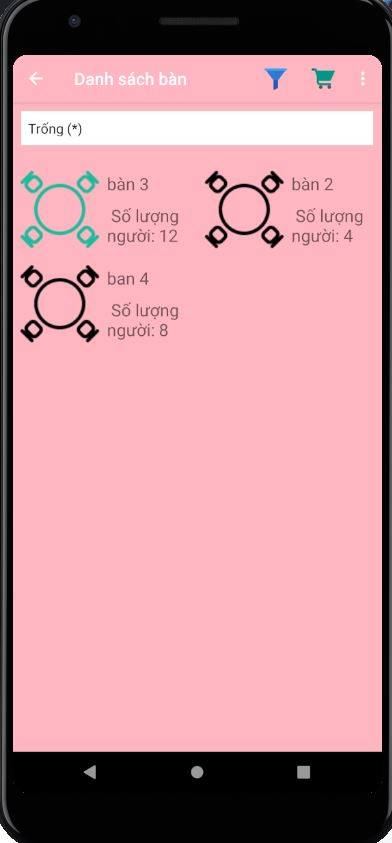 Danh sách bàn
Trống (*)
bàn 3
Số lượng
người: 12
bàn 2
Số lượng
người: 4
ban 4
Số lượng
người: 8